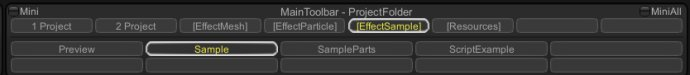 Mini MainToolbar - ProjectFolder MiniAll
1 Project 2 Project [EffectMesh] [EffectParticle] [EffectSample] [Resources]
Preview Sample SampleParts ScriptExample